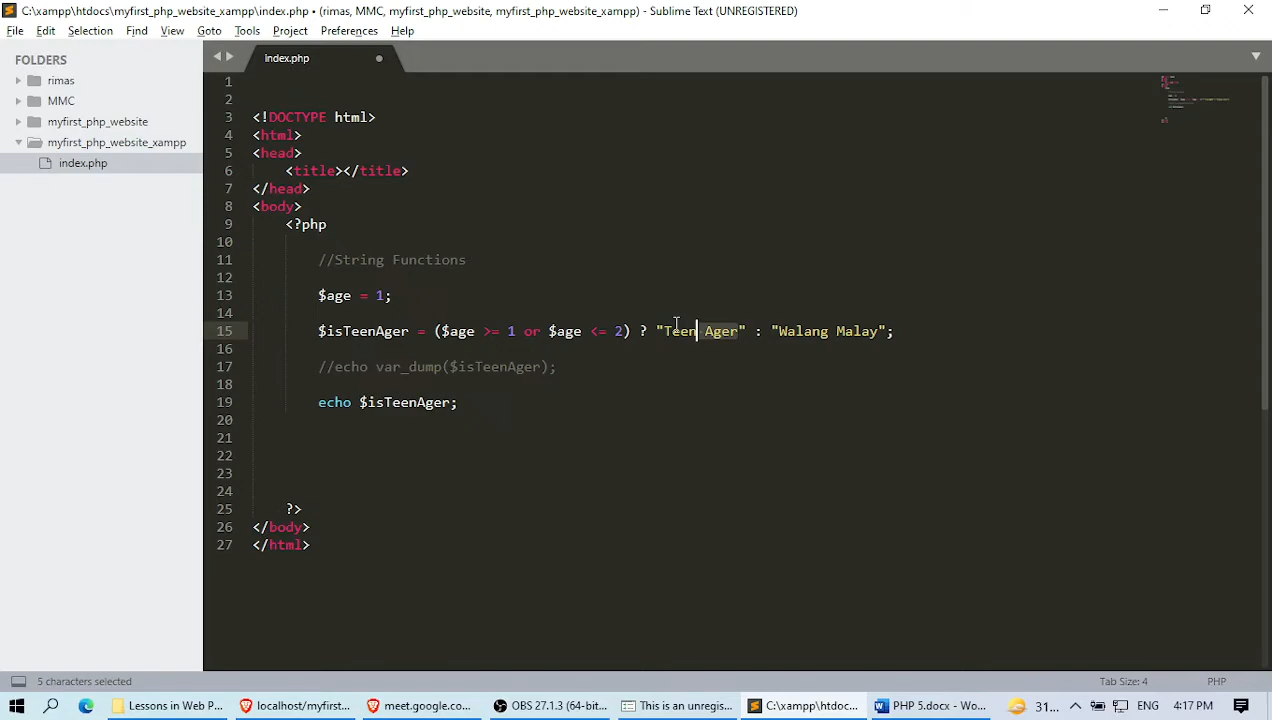 C:\xampp\htdocs\myfirst_php_website_xampp\index.php • (rimas, MMC, myfirst_php_website, myfirst_php_website_xampp) - Sublime Text (UNREGISTERED)
File Edit Selection Find View Goto Tools Project Preferences Help
FOLDERS
rimas
MMC
myfirst_php_website
myfirst_php_website_xampp
index.php
index.php
1
2
3 <!DOCTYPE html>
4 <html>
5 <head>
6 <title></title>
7 </head>
8 <body>
9 <?php
10
11 //String Functions
12
13 $age = 1;
14
15 $isTeenAger = ($age >= 1 or $age <= 2) ? "Teen Ager" : "Walang Malay";
16
17 //echo var_dump($isTeenAger);
18
19 echo $isTeenAger;
20
21
22
23
24
25 ?>
26 </body>
27 </html>
5 characters selected
Tab Size: 4
PHP
Lessons in Web P...
localhost/myfirs...
meet.google.co...
OBS 27.1.3 (64-bit...
This is an unregis...
C:\xampp\htdoc...
PHP 5.docx - Wo...
31...
ENG
4:17 PM